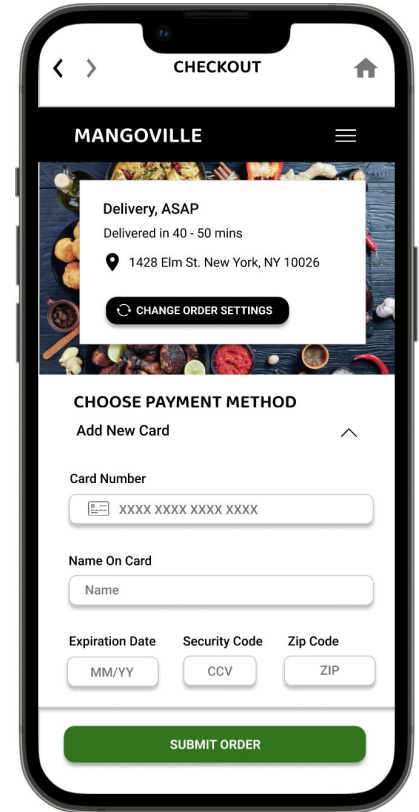 CHECKOUT
MANGOVILLE
Delivery, ASAP
Delivered in 40 - 50 mins
1428 Elm St. New York, NY 10026
CHANGE ORDER SETTINGS
CHOOSE PAYMENT METHOD
Add New Card
Card Number
XXXX XXXX XXXX XXXX
Name On Card
Name
Expiration Date Security Code Zip Code
MM/YY CCV ZIP
SUBMIT ORDER